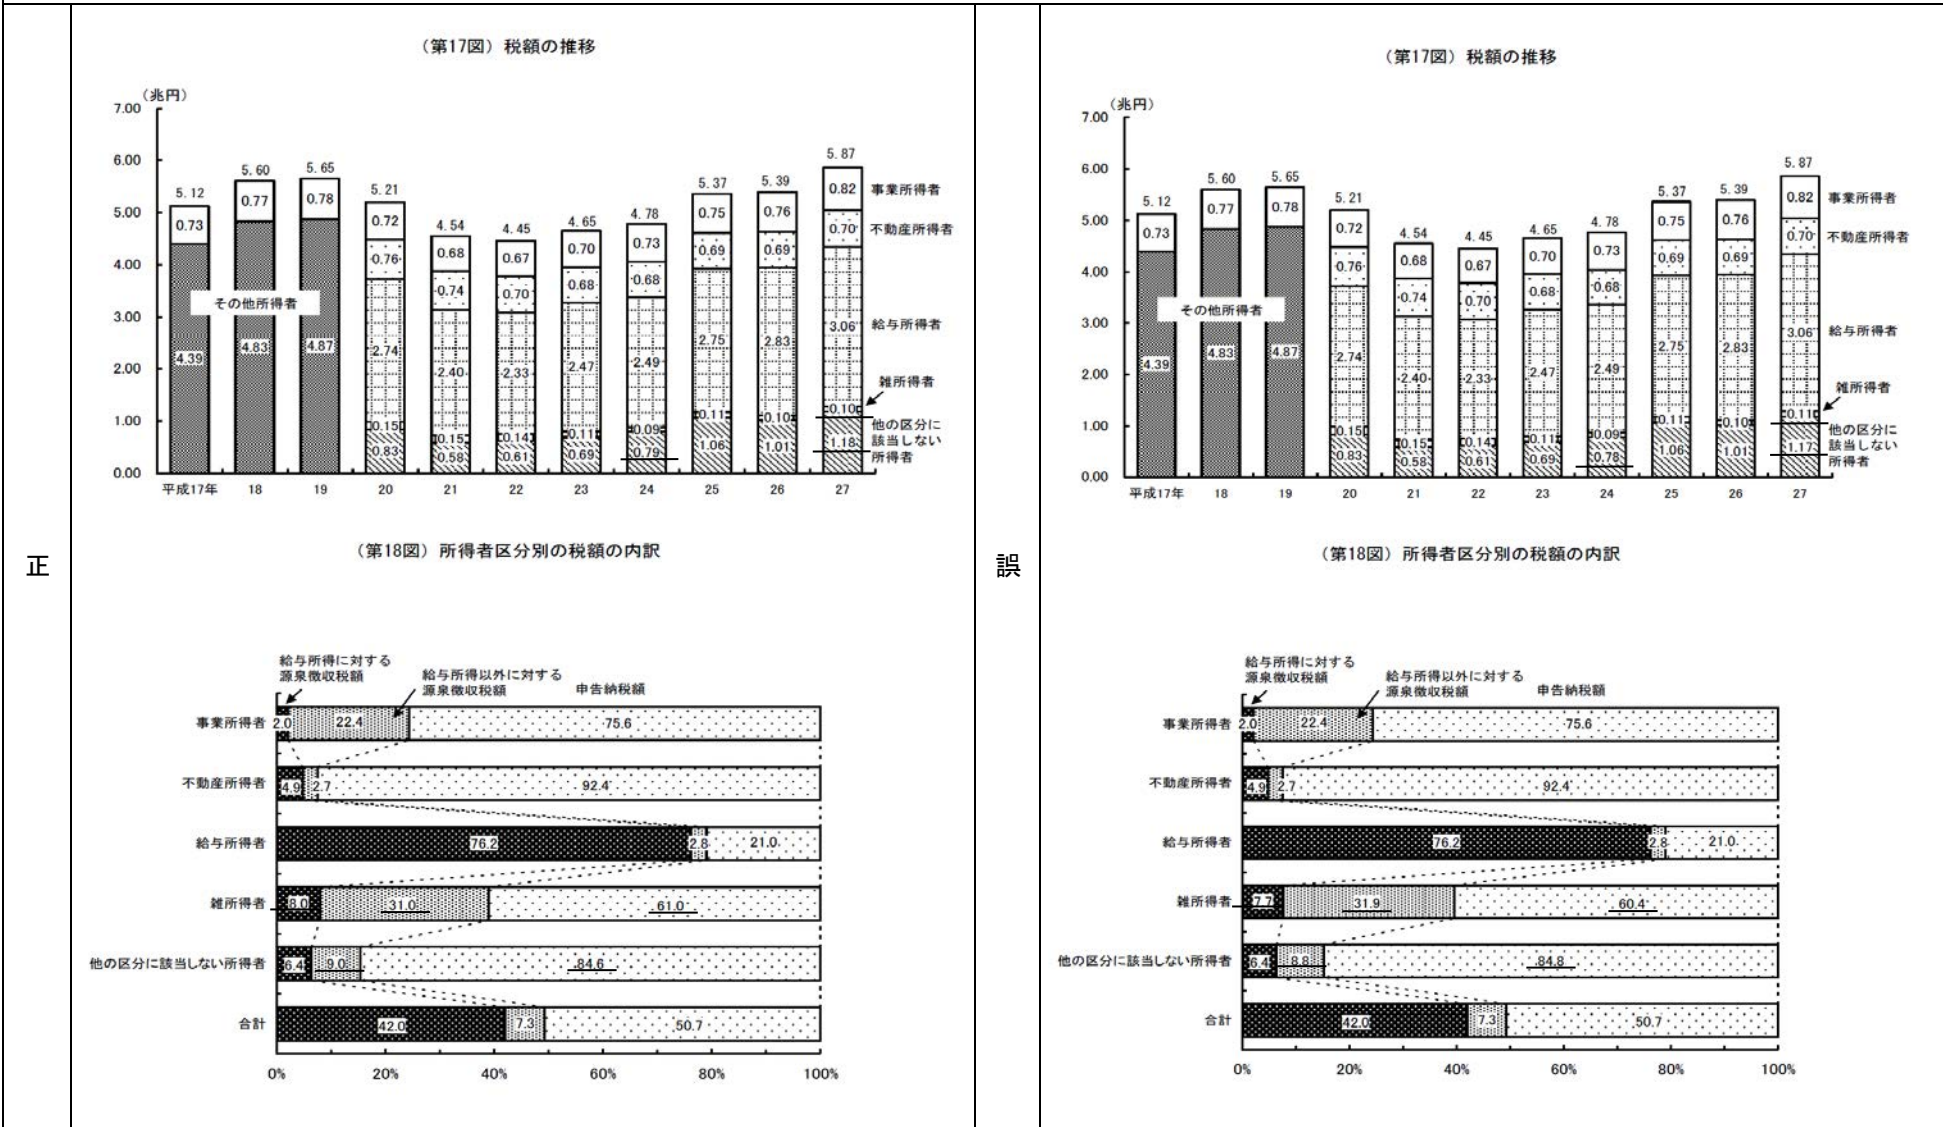 正
（第17図）税額の推移
（兆円）
7.00
6.00
5.00
4.00
3.00
2.00
1.00
0.00
5.12 5.60 5.65 5.21 4.54 4.45 4.65 4.78 5.37 5.39 5.87
0.73 0.77 0.78 0.72 0.68 0.67 0.70 0.73 0.75 0.76 0.82 事業所得者
0.76 0.74 0.70 0.68 0.68 0.69 0.69 0.70 不動産所得者
その他所得者
4.39 4.83 4.87 2.74 2.40 2.33 2.47 2.49 2.75 2.83 3.06 給与所得者
雑所得者
0.15 0.15 0.14 0.11 0.09 0.11 0.10 0.10
0.83 0.58 0.61 0.69 0.79 1.06 1.01 1.18
他の区分に
該当しない
所得者
平成17年 18 19 20 21 22 23 24 25 26 27
（第18図）所得者区分別の税額の内訳
給与所得に対する
源泉徴収税額
給与所得以外に対する
源泉徴収税額
申告納税額
事業所得者 2.0 22.4 75.6
不動産所得者 4.9 2.7 92.4
給与所得者 76.2 2.8 21.0
雑所得者 8.0 31.0 61.0
他の区分に該当しない所得者 6.4 9.0 84.6
合計 42.0 7.3 50.7
0% 20% 40% 60% 80% 100%
誤
（第17図）税額の推移
（兆円）
7.00
6.00
5.00
4.00
3.00
2.00
1.00
0.00
5.12 5.60 5.65 5.21 4.54 4.45 4.65 4.78 5.37 5.39 5.87
0.73 0.77 0.78 0.72 0.68 0.67 0.70 0.73 0.75 0.76 0.82 事業所得者
0.76 0.74 0.70 0.68 0.68 0.69 0.69 0.70 不動産所得者
その他所得者
4.39 4.83 4.87 2.74 2.40 2.33 2.47 2.49 2.75 2.83 3.06 給与所得者
雑所得者
0.15 0.15 0.14 0.11 0.09 0.11 0.10 0.11
0.83 0.58 0.61 0.69 0.78 1.06 1.01 1.17
他の区分に
該当しない
所得者
平成17年 18 19 20 21 22 23 24 25 26 27
（第18図）所得者区分別の税額の内訳
給与所得に対する
源泉徴収税額
給与所得以外に対する
源泉徴収税額
申告納税額
事業所得者 2.0 22.4 75.6
不動産所得者 4.9 2.7 92.4
給与所得者 76.2 2.8 21.0
雑所得者 7.7 31.9 60.4
他の区分に該当しない所得者 6.4 8.8 84.8
合計 42.0 7.3 50.7
0% 20% 40% 60% 80% 100%